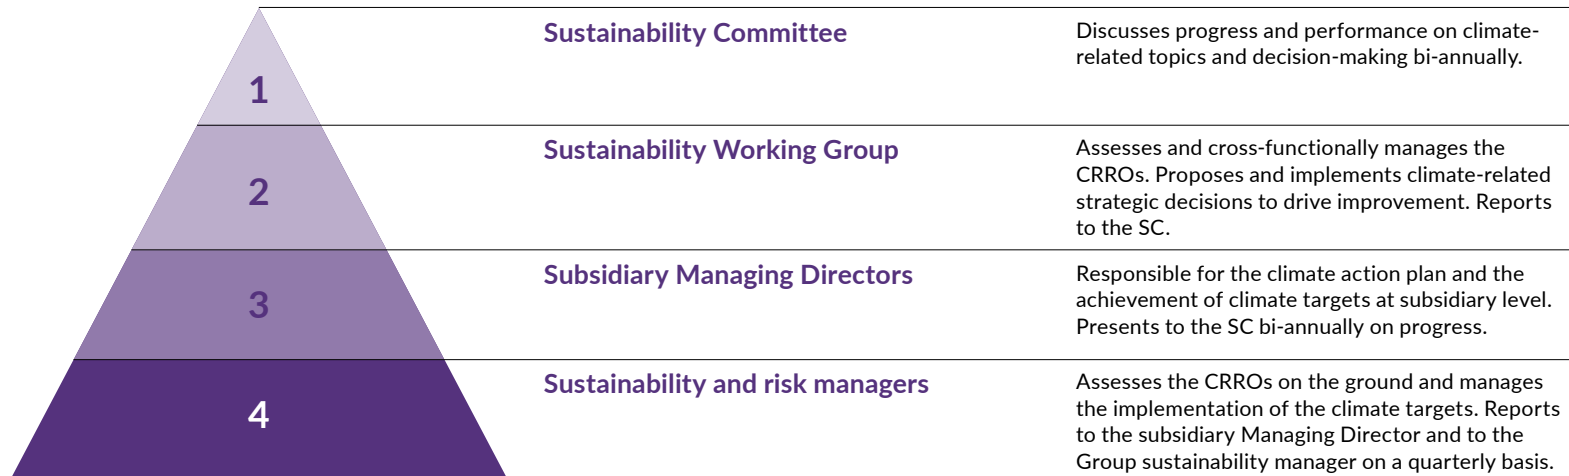 1
Sustainability Committee
Discusses progress and performance on climate-
related topics and decision-making bi-annually.
2
Sustainability Working Group
Assesses and cross-functionally manages the
CRROs. Proposes and implements climate-related
strategic decisions to drive improvement. Reports
to the SC.
3
Subsidiary Managing Directors
Responsible for the climate action plan and the
achievement of climate targets at subsidiary level.
Presents to the SC bi-annually on progress.
4
Sustainability and risk managers
Assesses the CRROs on the ground and manages
the implementation of the climate targets. Reports
to the subsidiary Managing Director and to the
Group sustainability manager on a quarterly basis.